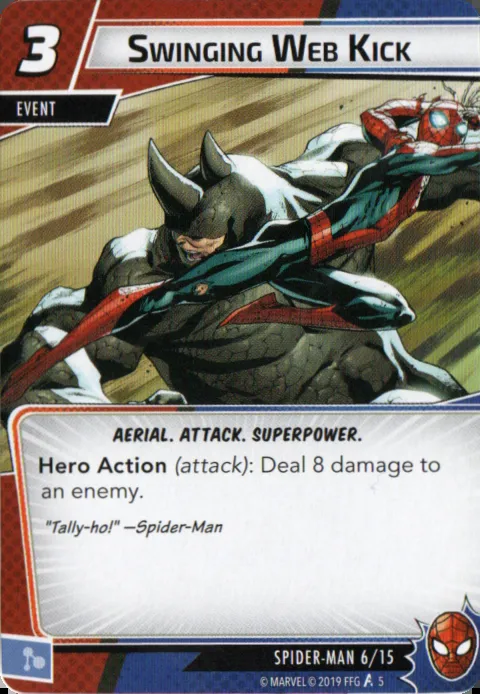 3
SWINGING WEB KICK
EVENT
AERIAL. ATTACK. SUPERPOWER.
Hero Action (attack): Deal 8 damage to
an enemy.
"Tally-ho!" —Spider-Man
SPIDER-MAN 6/15
© MARVEL © 2019 FFG 5